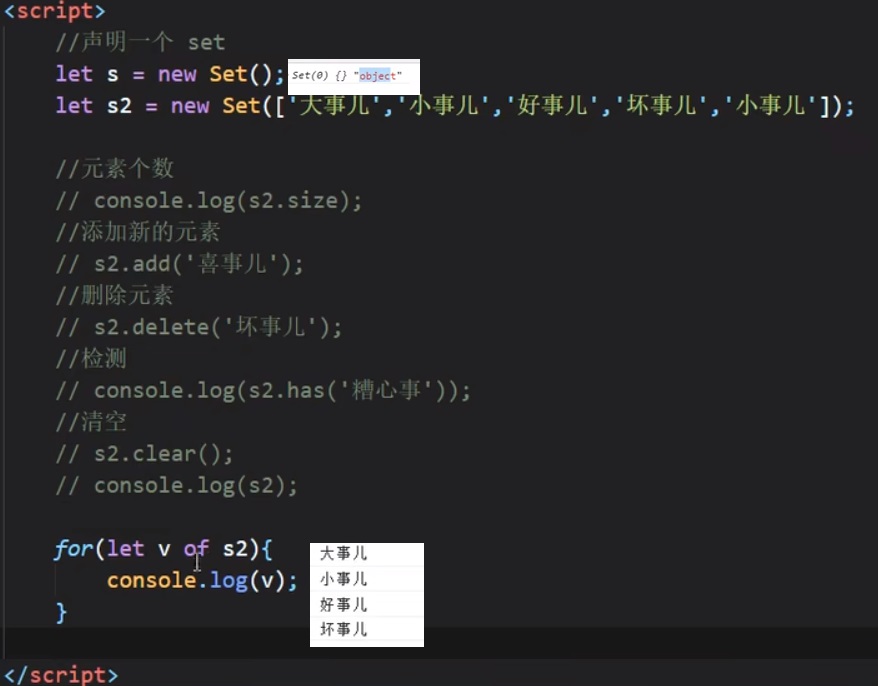 <script>
//声明一个 set
let s = new Set(); Set(0) {} "object"
let s2 = new Set(['大事儿','小事儿','好事儿','坏事儿','小事儿']);
//元素个数
// console.log(s2.size);
//添加新的元素
// s2.add('喜事儿');
//删除元素
// s2.delete('坏事儿');
//检测
// console.log(s2.has('糟心事'));
//清空
// s2.clear();
// console.log(s2);
for(let v of s2){
console.log(v);
}
大事儿
小事儿
好事儿
坏事儿
</script>